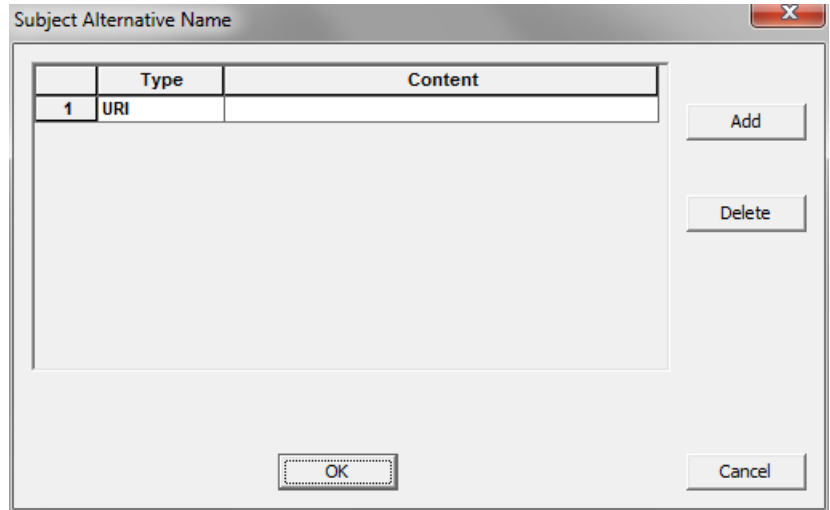 Subject Alternative Name
X
Type Content
1 URI
Add
Delete
OK
Cancel